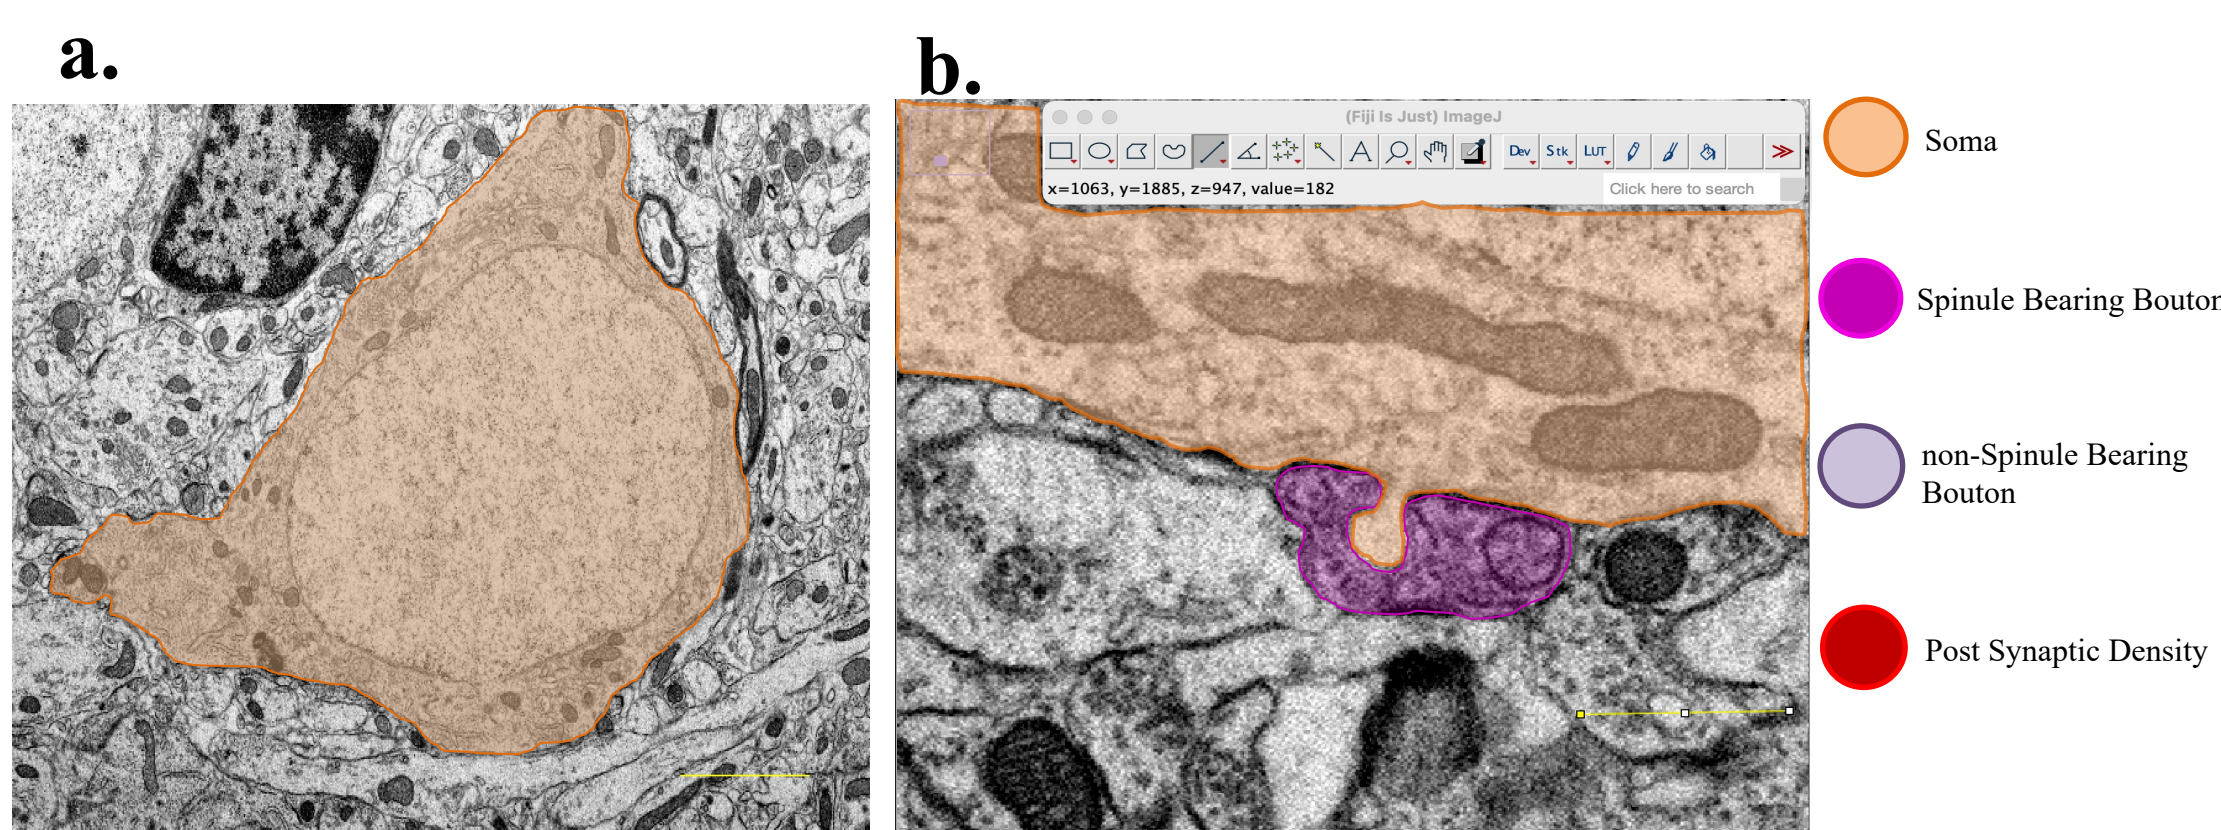 a.
b.
(Fiji Is Just) ImageJ
A
Dev
Stk
LUT
>>
x=1063, y=1885, z=947, value=182
Click here to search
Soma
Spinule Bearing Bouton
non-Spinule Bearing
Bouton
Post Synaptic Density